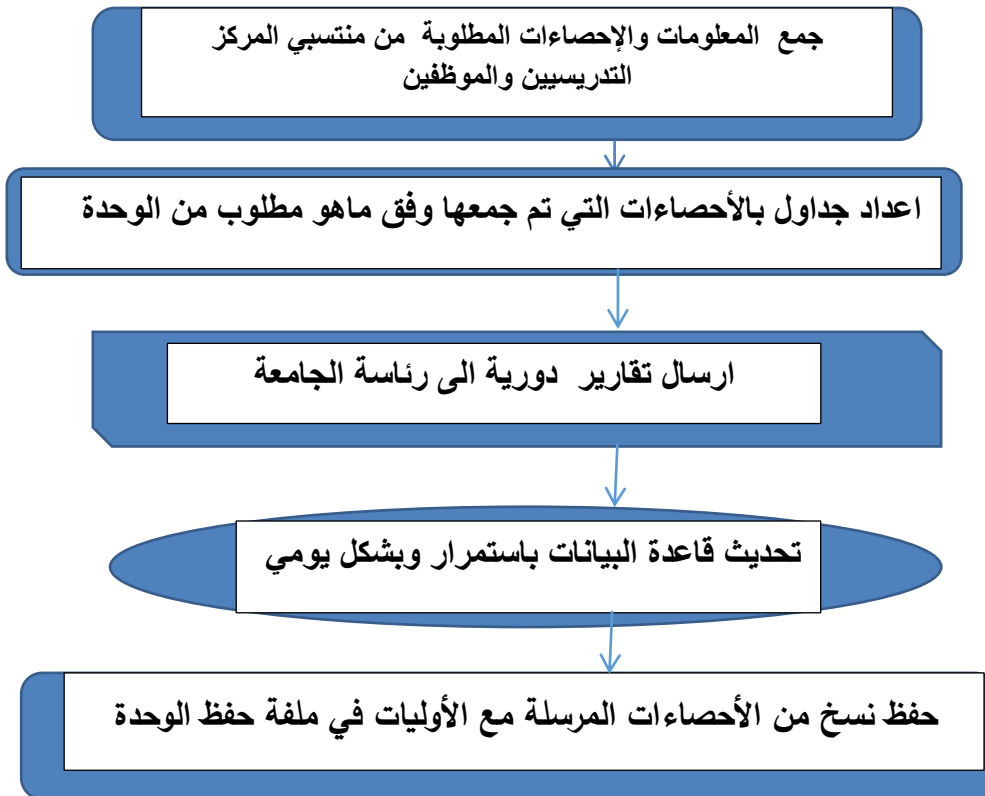 جمع المعلومات والإحصاءات المطلوبة من منتسبي المركز
التدريسيين والموظفين
اعداد جداول بالأحصاءات التي تم جمعها وفق ماهو مطلوب من الوحدة
ارسال تقارير دورية الى رئاسة الجامعة
تحديث قاعدة البيانات باستمرار وبشكل يومي
حفظ نسخ من الأحصاءات المرسلة مع الأوليات في ملفة حفظ الوحدة